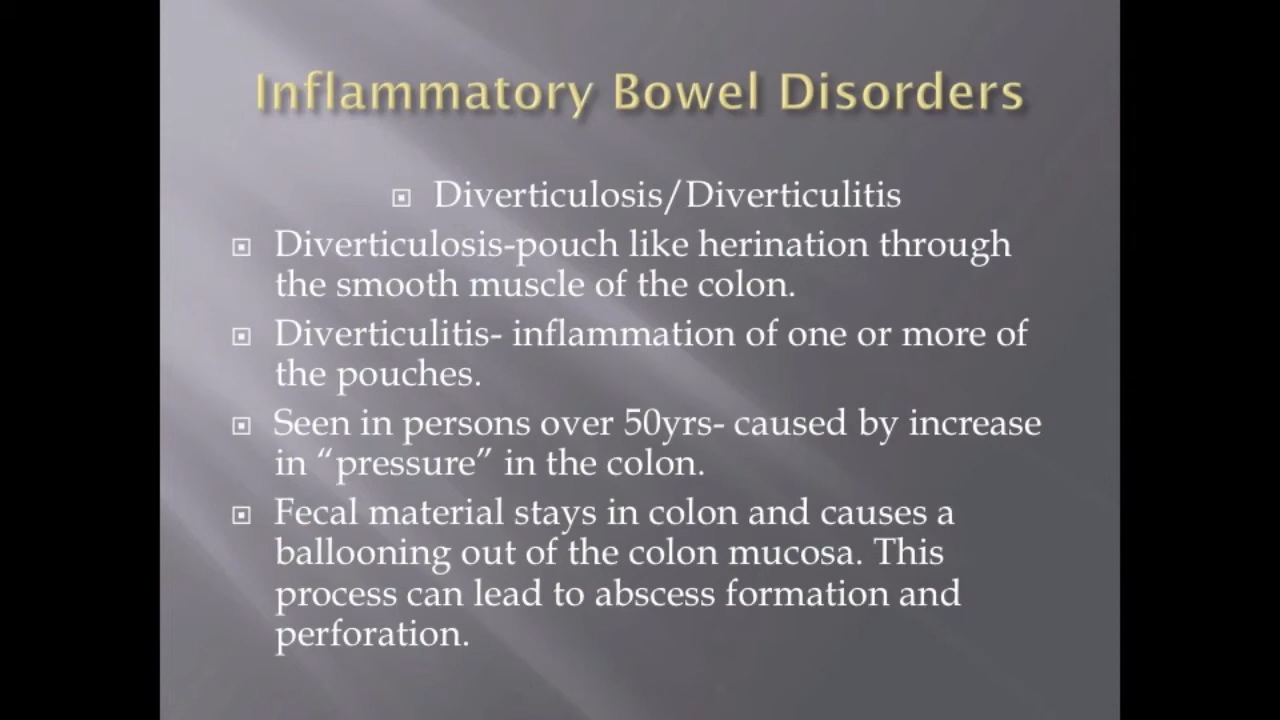 Inflammatory Bowel Disorders
Diverticulosis/Diverticulitis
Diverticulosis-pouch like herination through
the smooth muscle of the colon.
Diverticulitis- inflammation of one or more of
the pouches.
Seen in persons over 50yrs- caused by increase
in “pressure” in the colon.
Fecal material stays in colon and causes a
ballooning out of the colon mucosa. This
process can lead to abscess formation and
perforation.